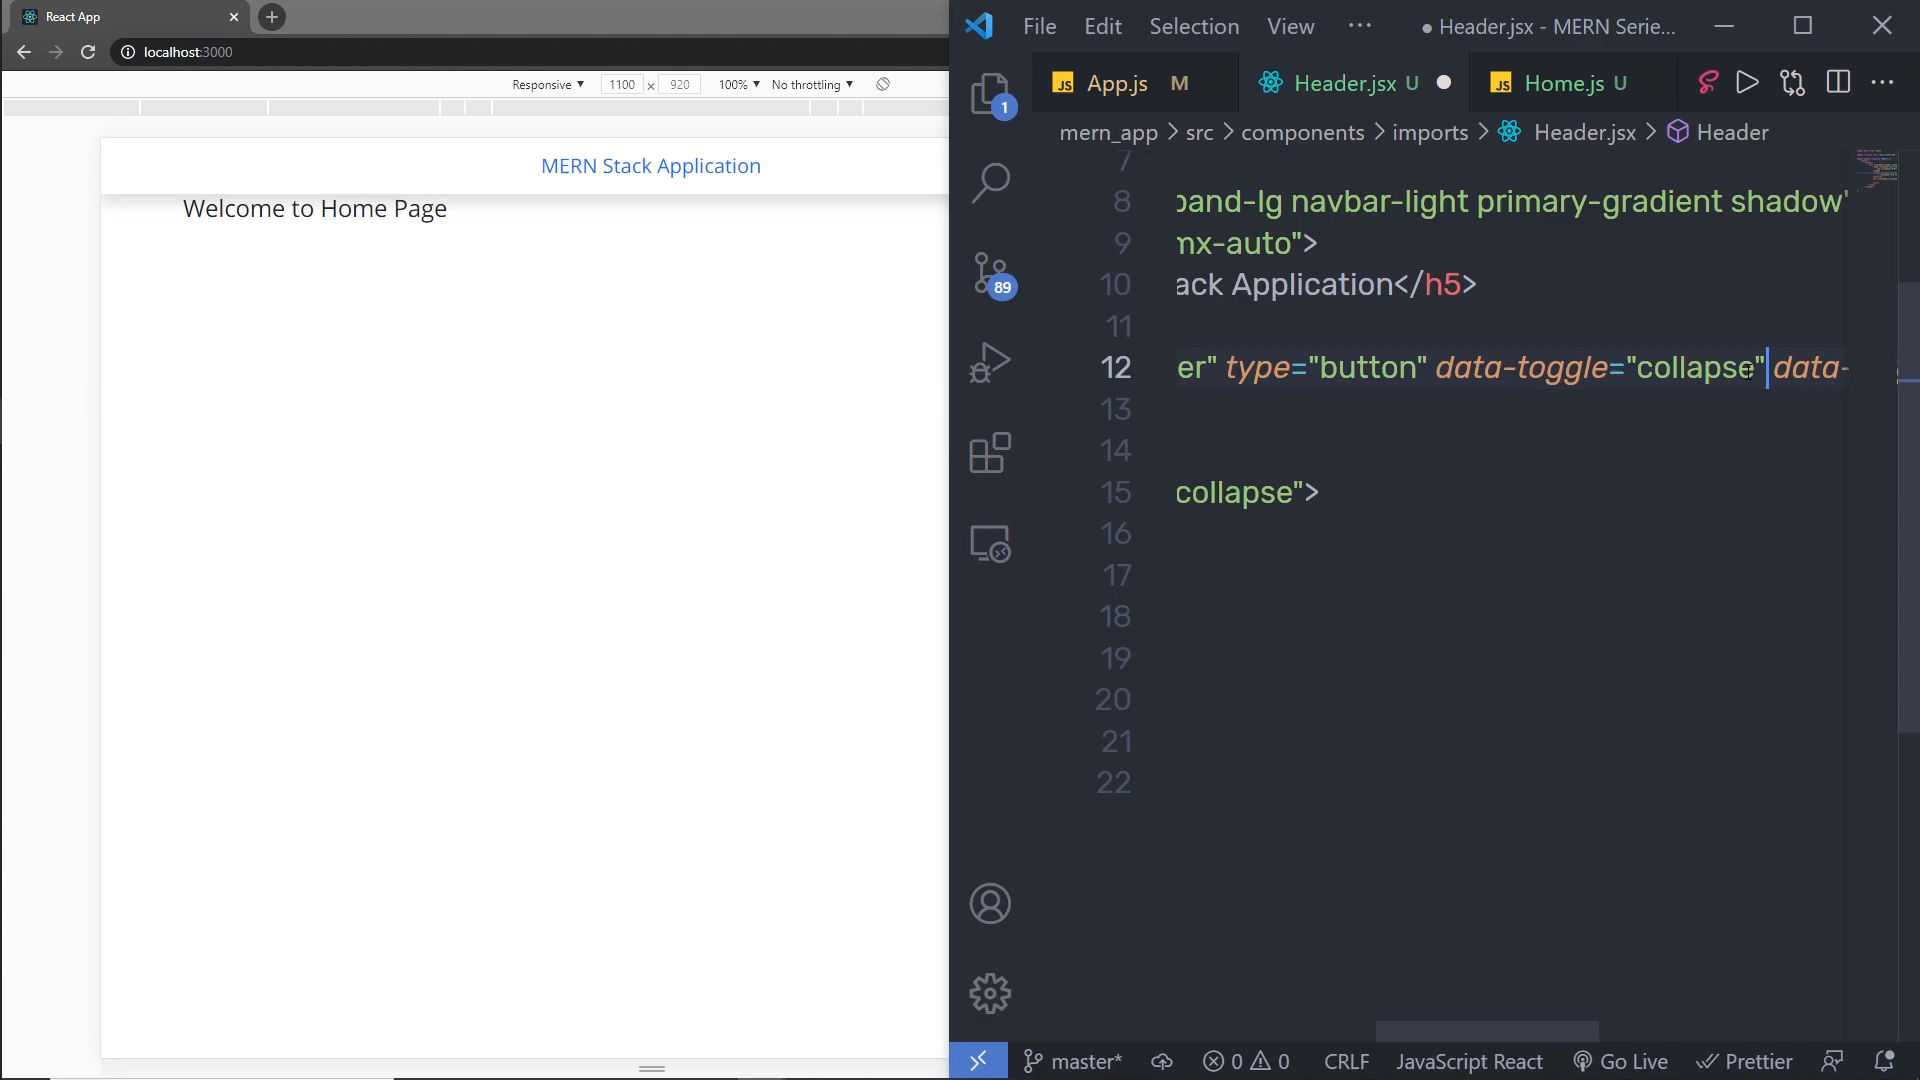 React App
localhost:3000
Responsive 1100 x 920 100% No throttling
MERN Stack Application
Welcome to Home Page
File Edit Selection View ··· ● Header.jsx - MERN Serie...
App.js M Header.jsx U Home.js U
mern_app > src > components > imports > Header.jsx > Header
7
8 pand-lg navbar-light primary-gradient shadow"
9 mx-auto">
10 ack Application</h5>
11
12 er" type="button" data-toggle="collapse" data-
13
14
15 collapse">
16
17
18
19
20
21
22
1
89
master* 0 0 CRLF JavaScript React Go Live Prettier